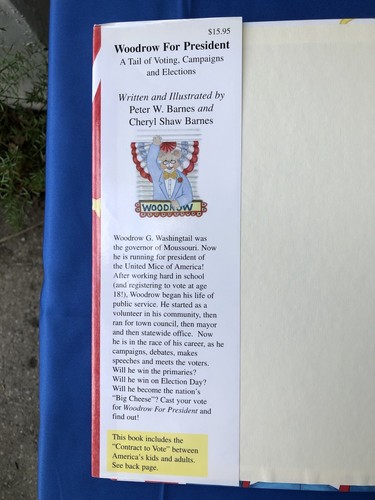 $15.95
Woodrow For President
A Tail of Voting, Campaigns
and Elections
Written and Illustrated by
Peter W. Barnes and
Cheryl Shaw Barnes
WOODROW
Woodrow G. Washingtail was
the governor of Moussouri. Now
he is running for president of
the United Mice of America!
After working hard in school
(and registering to vote at age
18!), Woodrow began his life of
public service. He started as a
volunteer in his community, then
ran for town council, then mayor
and then statewide office. Now
he is in the race of his career, as he
campaigns, debates, makes
speeches and meets the voters.
Will he win the primaries?
Will he win on Election Day?
Will he become the nation's
"Big Cheese"? Cast your vote
for Woodrow For President and
find out!
This book includes the
"Contract to Vote" between
America's kids and adults.
See back page.